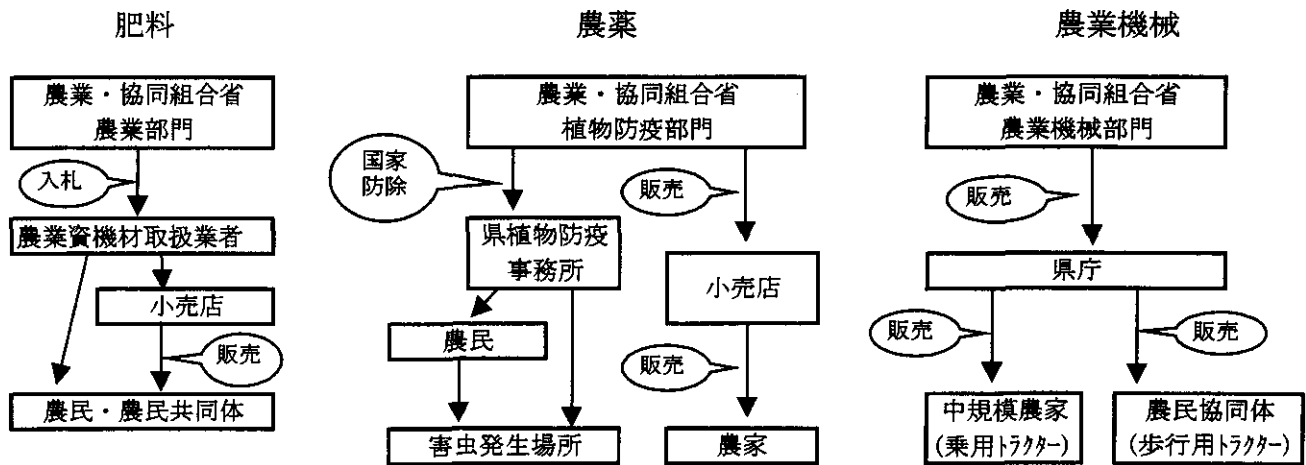 肥料
農業・協同組合省
農業部門
入札
農業資機材取扱業者
小売店
販売
農民・農民共同体
農薬
農業・協同組合省
植物防疫部門
国家
防除
販売
県植物防疫
事務所
小売店
農民
販売
害虫発生場所
農家
農業機械
農業・協同組合省
農業機械部門
販売
県庁
販売
販売
中規模農家
(乗用トラクター)
農民協同体
(歩行用トラクター)